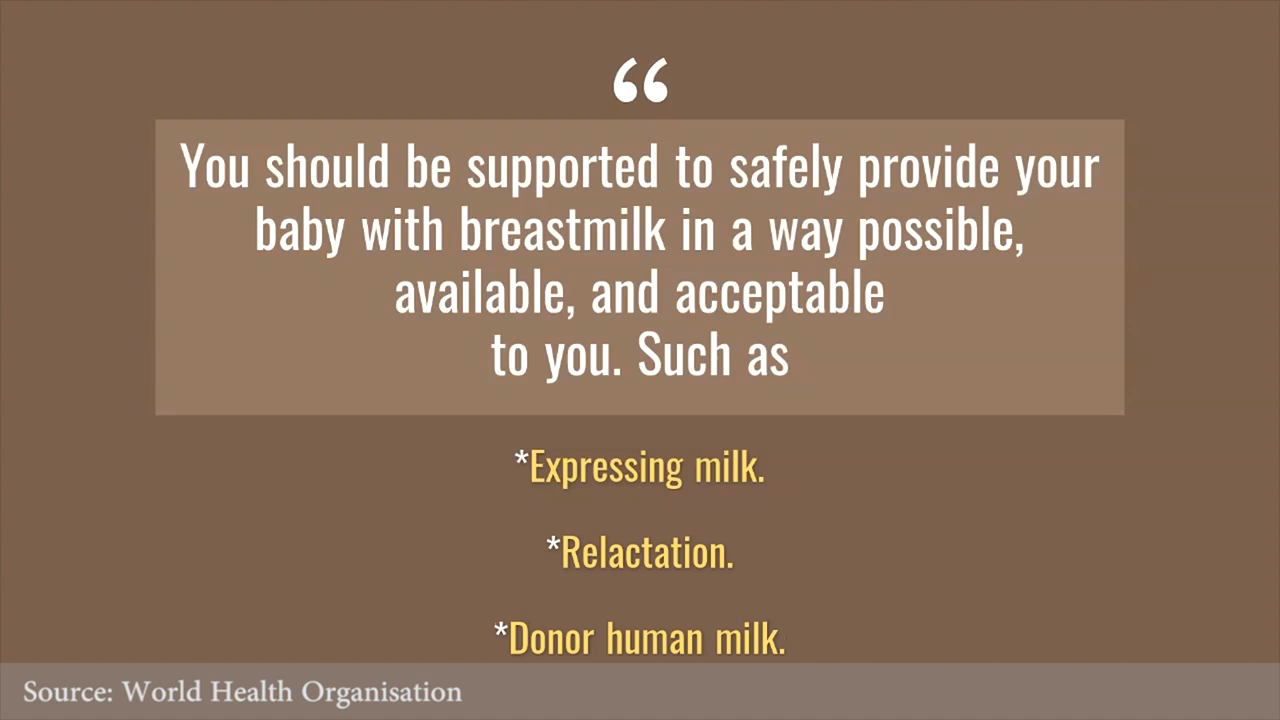 “
You should be supported to safely provide your
baby with breastmilk in a way possible,
available, and acceptable
to you. Such as
*Expressing milk.
*Relactation.
*Donor human milk.
Source: World Health Organisation